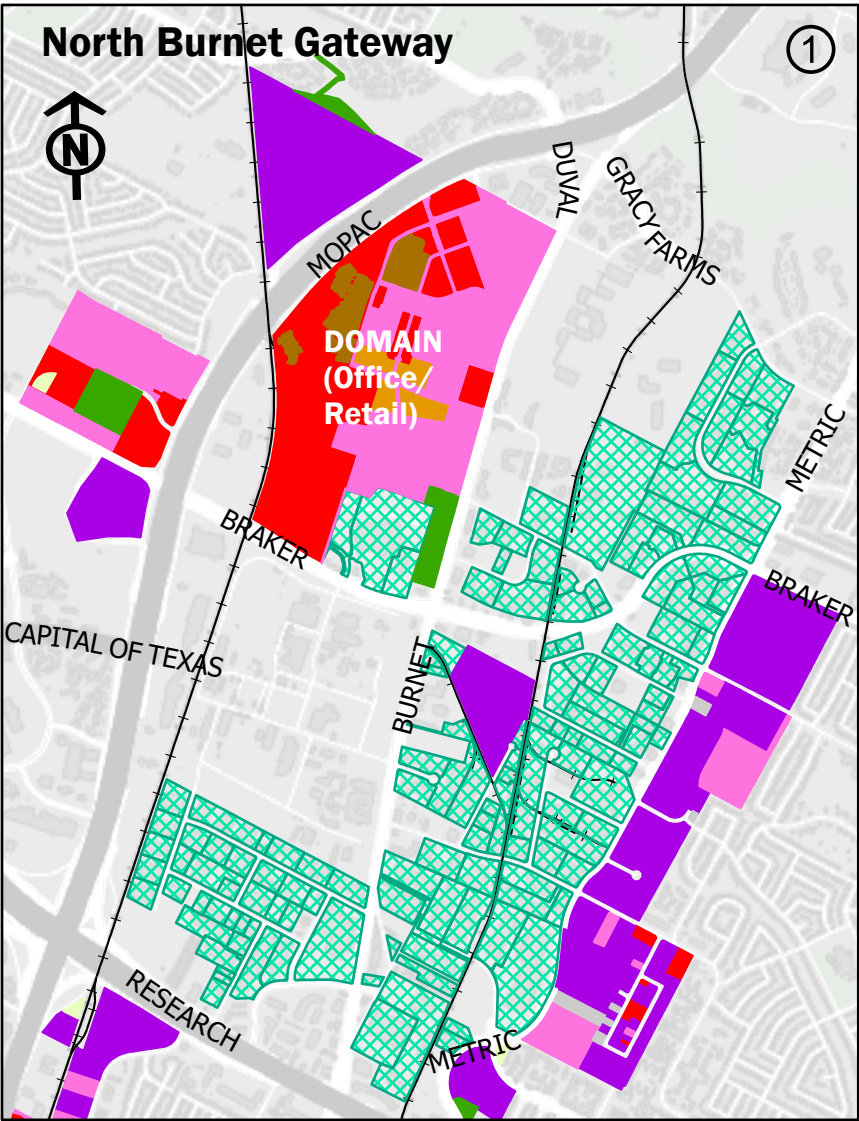 North Burnet Gateway
1
N
DUVAL
GRACY FARMS
MOPAC
DOMAIN
(Office/
Retail)
METRIC
BRAKER
BRAKER
CAPITAL OF TEXAS
BURNET
RESEARCH
METRIC